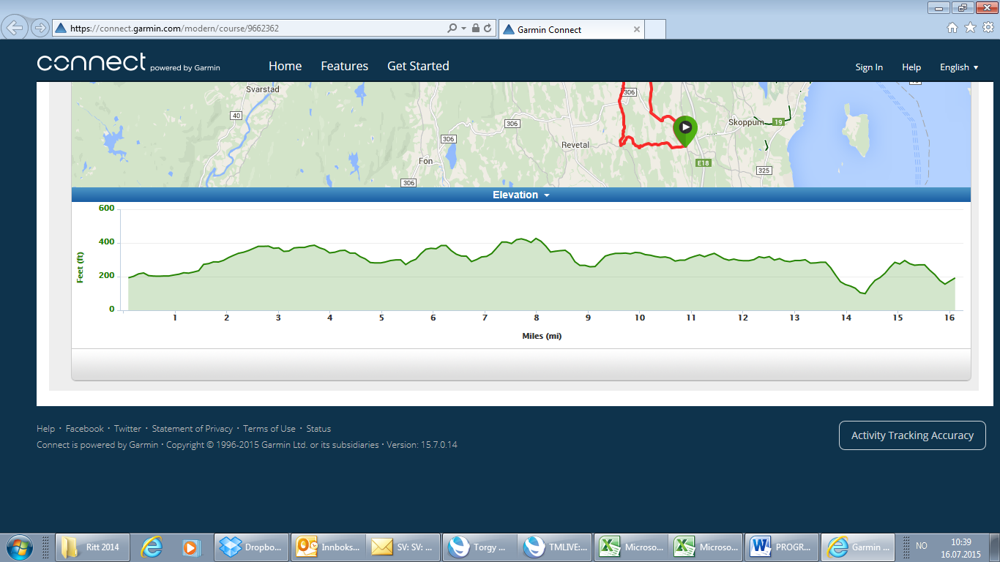 https://connect.garmin.com/modern/course/9662362
Garmin Connect
connect powered by Garmin
Home Features Get Started
Sign In Help English
Svarstad
40
306
306
306
Fon
306
Revetal
Skoppum
19
E18
325
Elevation
600
400
200
0
Feet (ft)
1 2 3 4 5 6 7 8 9 10 11 12 13 14 15 16
Miles (mi)
Help · Facebook · Twitter · Statement of Privacy · Terms of Use · Status
Connect is powered by Garmin · Copyright © 1996-2015 Garmin Ltd. or its subsidiaries · Version: 15.7.0.14
Activity Tracking Accuracy
Ritt 2014
Dropbo...
Innboks...
SV: SV: ...
Torgy ...
TMLIVE:...
Microso...
Microso...
PROGR...
Garmin ...
NO
10:39
16.07.2015